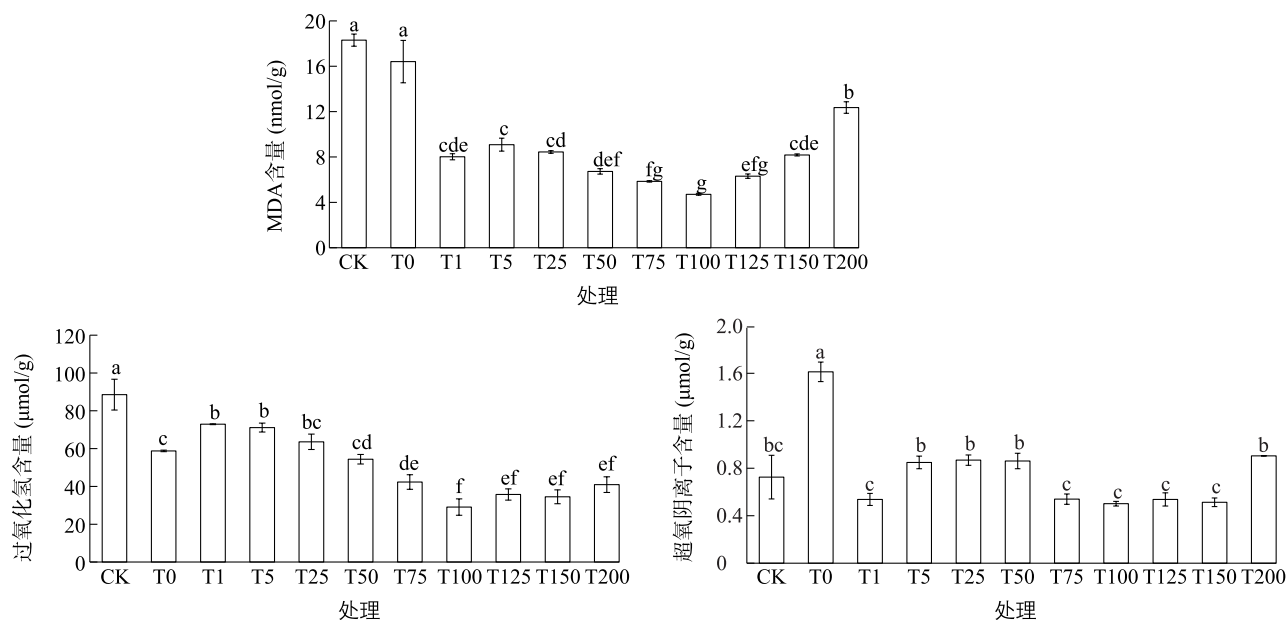 20
16
12
8
4
0
MDA含量 (nmol/g)
a
a
cde
c
cd
def
fg
g
efg
cde
b
CK T0 T1 T5 T25 T50 T75 T100 T125 T150 T200
处理
120
100
80
60
40
20
0
过氧化氢含量 (μmol/g)
a
c
b
b
bc
cd
de
f
ef
ef
ef
CK T0 T1 T5 T25 T50 T75 T100 T125 T150 T200
处理
2.0
1.6
1.2
0.8
0.4
0
超氧阴离子含量 (μmol/g)
bc
a
c
b
b
b
c
c
c
c
b
CK T0 T1 T5 T25 T50 T75 T100 T125 T150 T200
处理